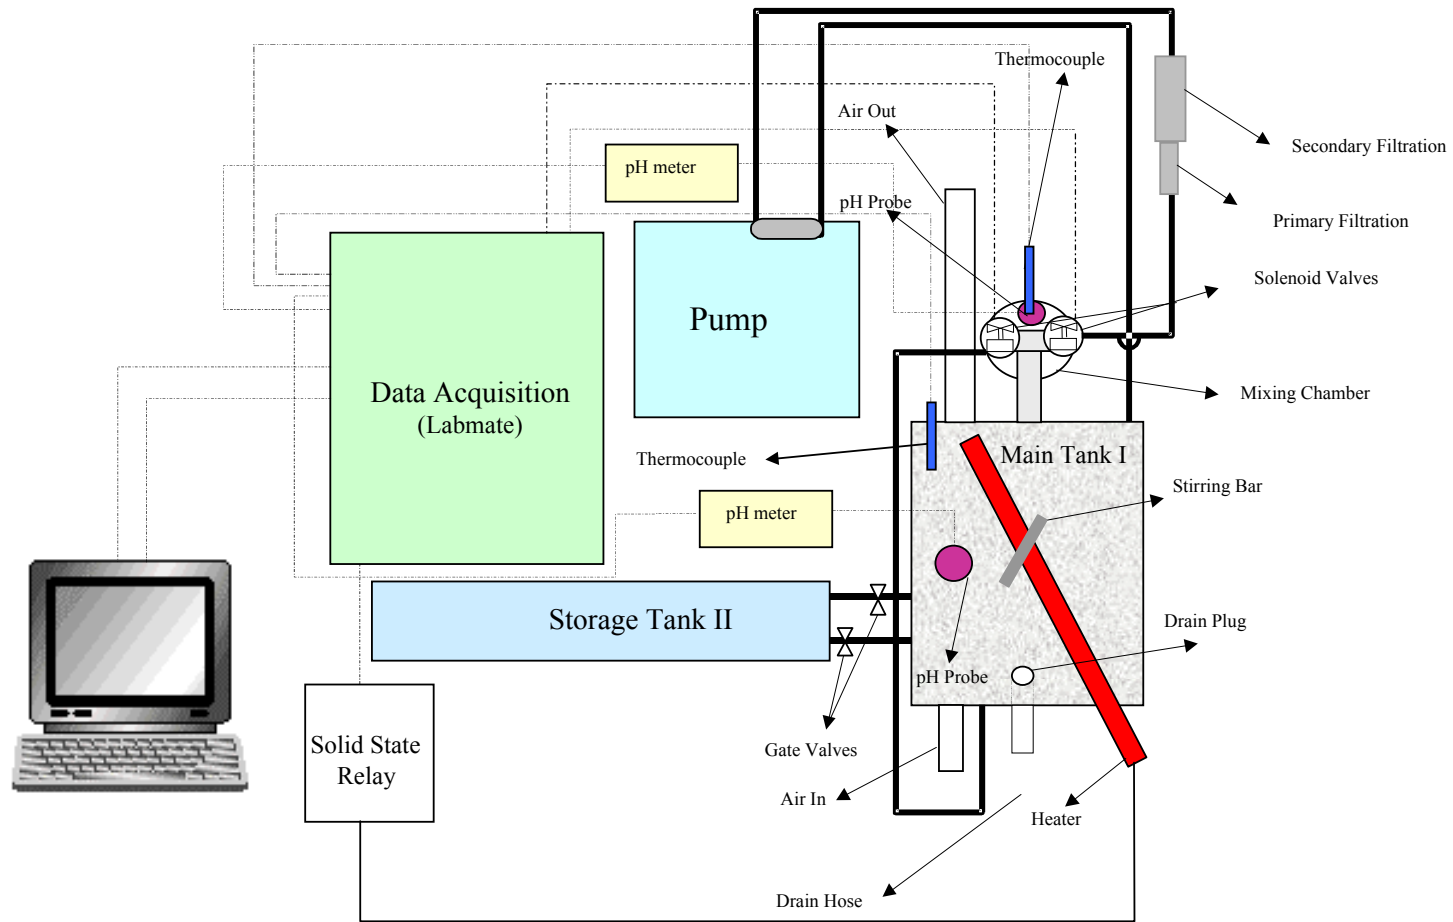 Thermocouple
Air Out
Secondary Filtration
pH meter
pH Probe
Primary Filtration
Solenoid Valves
Pump
Data Acquisition
(Labmate)
Mixing Chamber
Thermocouple
Main Tank I
Stirring Bar
pH meter
Storage Tank II
Drain Plug
pH Probe
Solid State
Relay
Gate Valves
Air In
Heater
Drain Hose